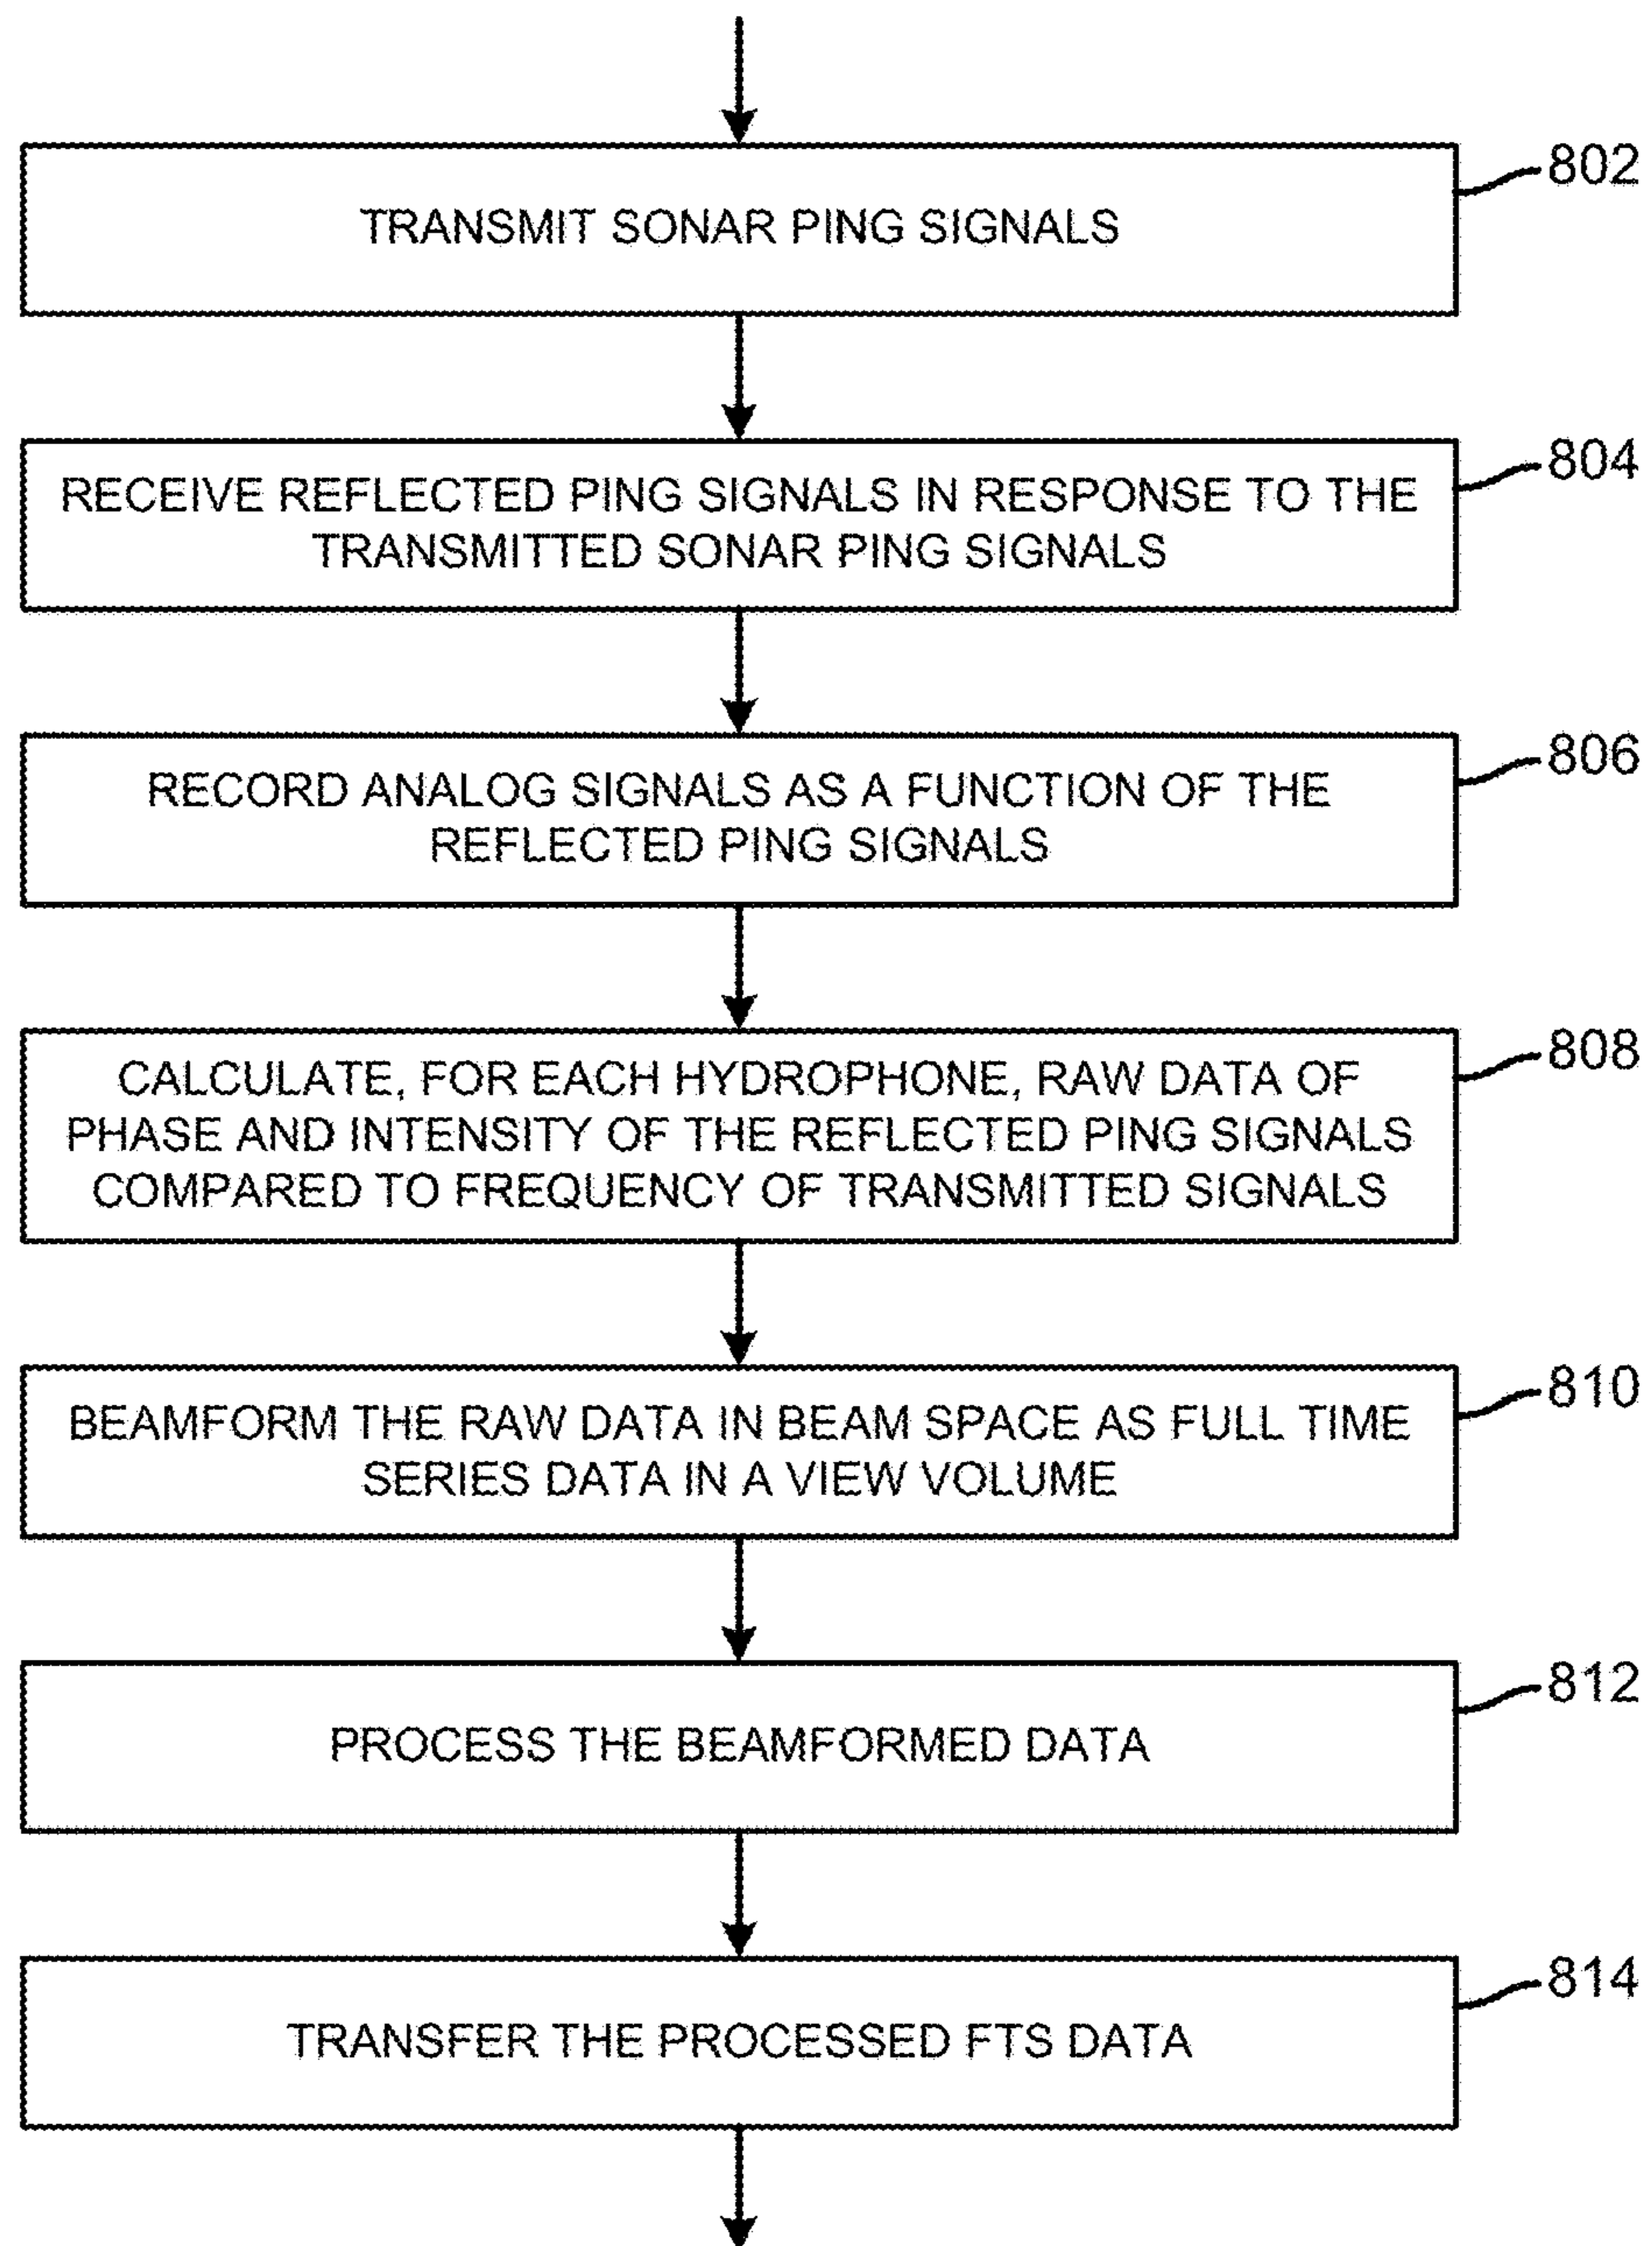 802
TRANSMIT SONAR PING SIGNALS
804
RECEIVE REFLECTED PING SIGNALS IN RESPONSE TO THE
TRANSMITTED SONAR PING SIGNALS
806
RECORD ANALOG SIGNALS AS A FUNCTION OF THE
REFLECTED PING SIGNALS
808
CALCULATE, FOR EACH HYDROPHONE, RAW DATA OF
PHASE AND INTENSITY OF THE REFLECTED PING SIGNALS
COMPARED TO FREQUENCY OF TRANSMITTED SIGNALS
810
BEAMFORM THE RAW DATA IN BEAM SPACE AS FULL TIME
SERIES DATA IN A VIEW VOLUME
812
PROCESS THE BEAMFORMED DATA
814
TRANSFER THE PROCESSED FTS DATA